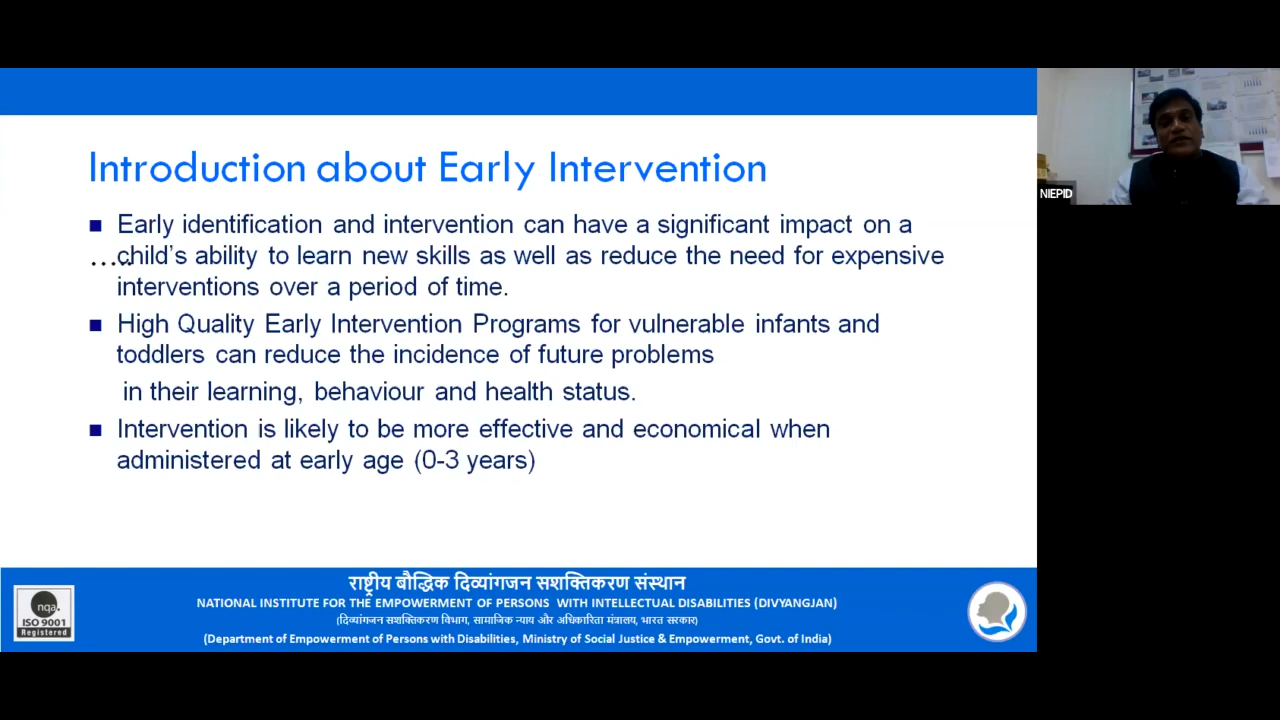 Introduction about Early Intervention
■ Early identification and intervention can have a significant impact on a
.....child's ability to learn new skills as well as reduce the need for expensive
interventions over a period of time.
■ High Quality Early Intervention Programs for vulnerable infants and
toddlers can reduce the incidence of future problems
in their learning, behaviour and health status.
■ Intervention is likely to be more effective and economical when
administered at early age (0-3 years)
NIEPID
nqa.
ISO 9001
Registered
राष्ट्रीय बौद्धिक दिव्यांगजन सशक्तिकरण संस्थान
NATIONAL INSTITUTE FOR THE EMPOWERMENT OF PERSONS WITH INTELLECTUAL DISABILITIES (DIVYANGJAN)
(दिव्यांगजन सशक्तिकरण विभाग, सामाजिक न्याय और अधिकारिता मंत्रालय, भारत सरकार)
(Department of Empowerment of Persons with Disabilities, Ministry of Social Justice & Empowerment, Govt. of India)